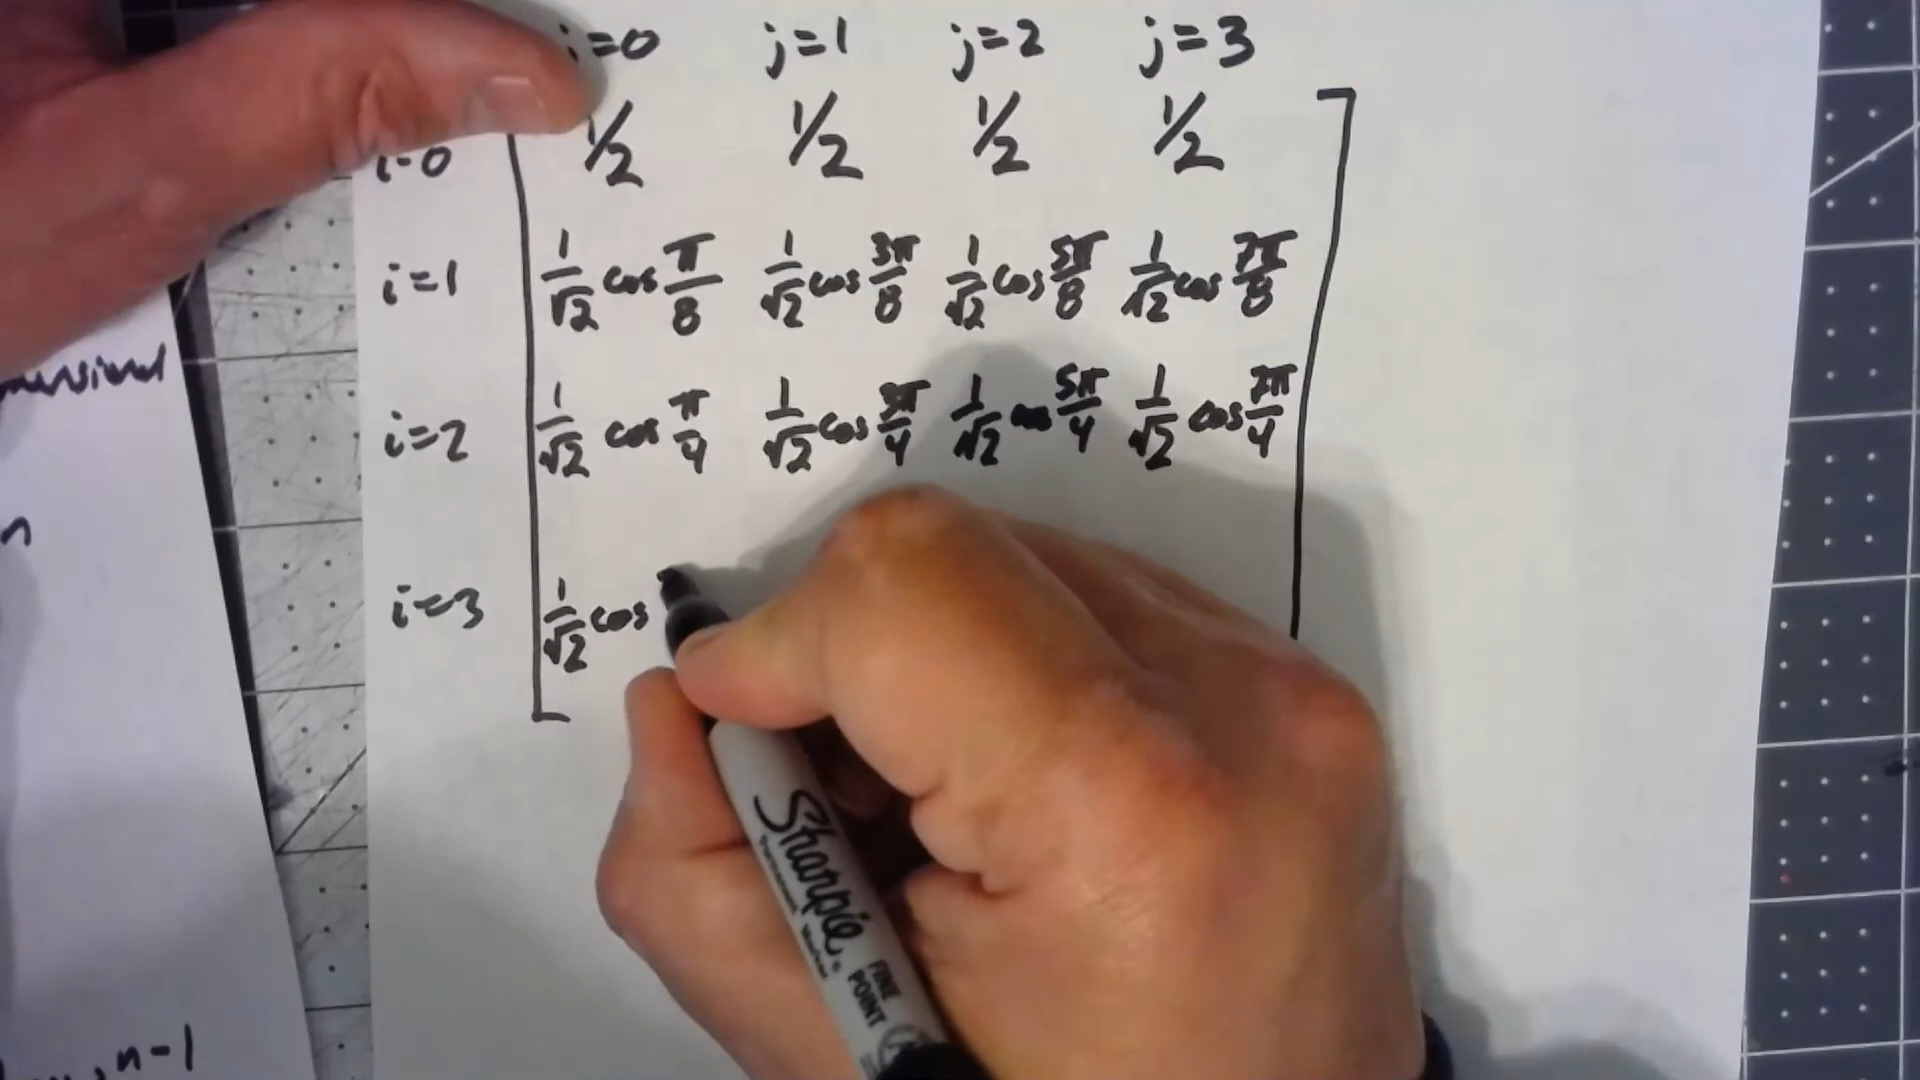 j=0 j=1 j=2 j=3
i=0 1/2 1/2 1/2 1/2
i=1 1/√2 cos π/8 1/√2 cos 3π/8 1/√2 cos 5π/8 1/√2 cos 7π/8
i=2 1/√2 cos π/4 1/√2 cos 3π/4 1/√2 cos 5π/4 1/√2 cos 7π/4
i=3 1/√2 cos
n
, n-1
Sharpie
FINE
POINT